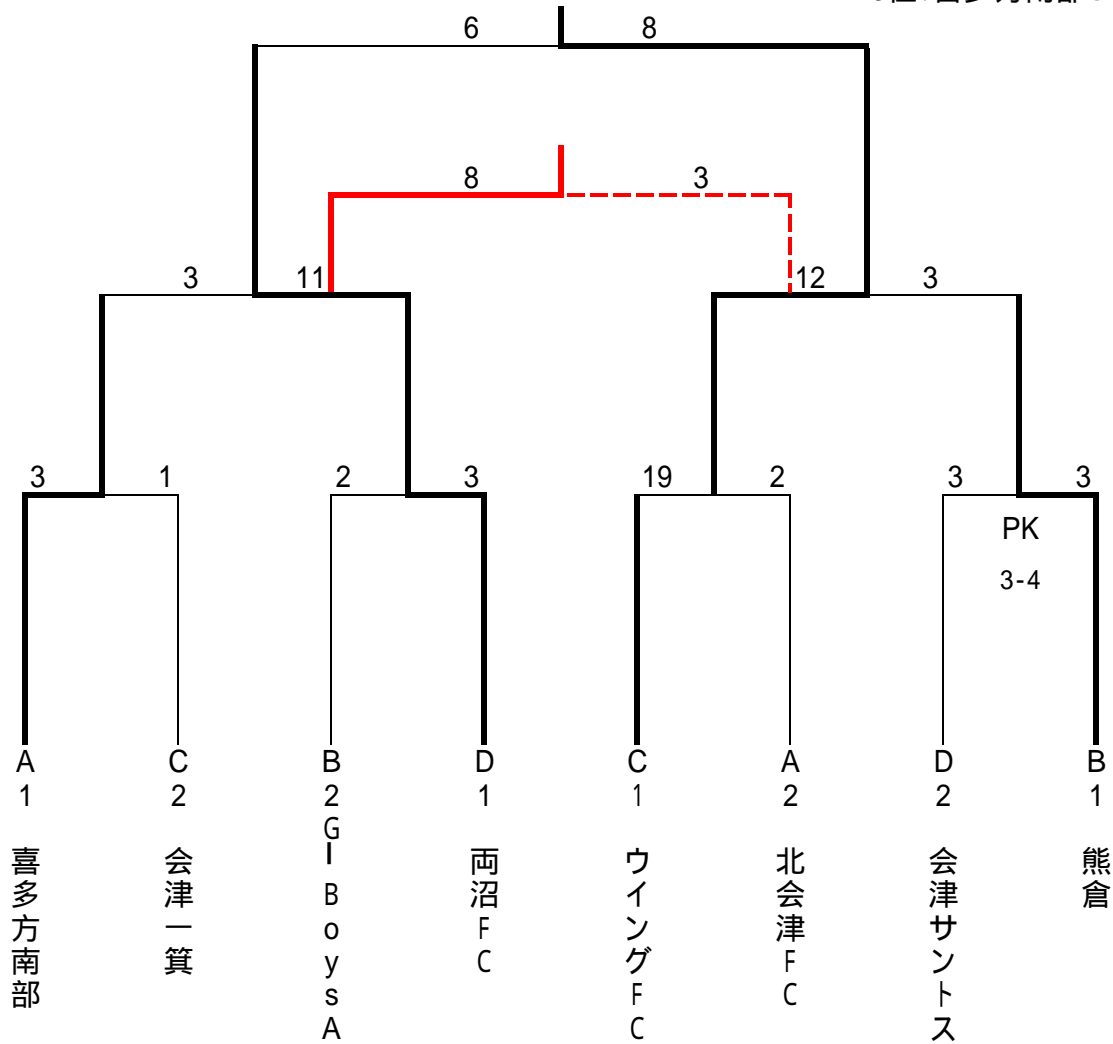 6 8
8 3
3 11 12 3
3 1 2 3 19 2 3 3
PK
3-4
A C B D C A D B
1 2 2 1 1 2 2 1
喜多方南部
会津一箕
GI BoysA
両沼FC
ウイングFC
北会津FC
会津サントス
熊倉